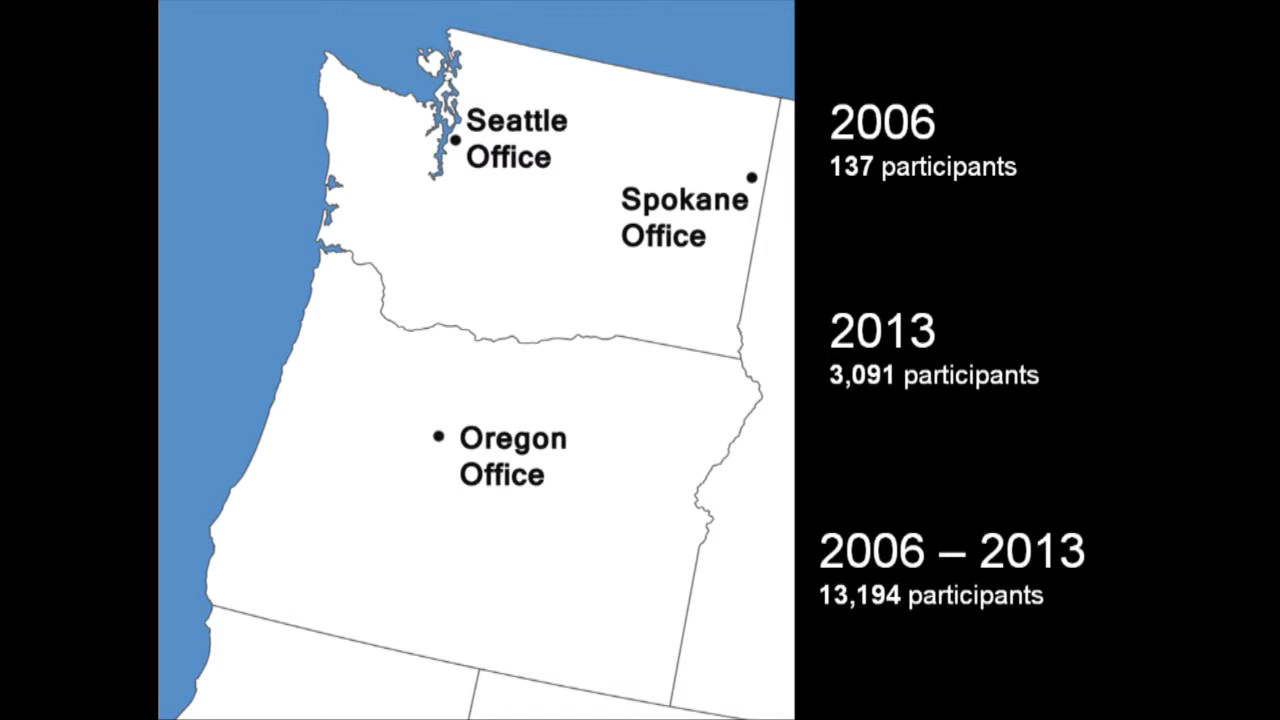 Seattle
Office
Spokane
Office
Oregon
Office
2006
137 participants
2013
3,091 participants
2006 – 2013
13,194 participants